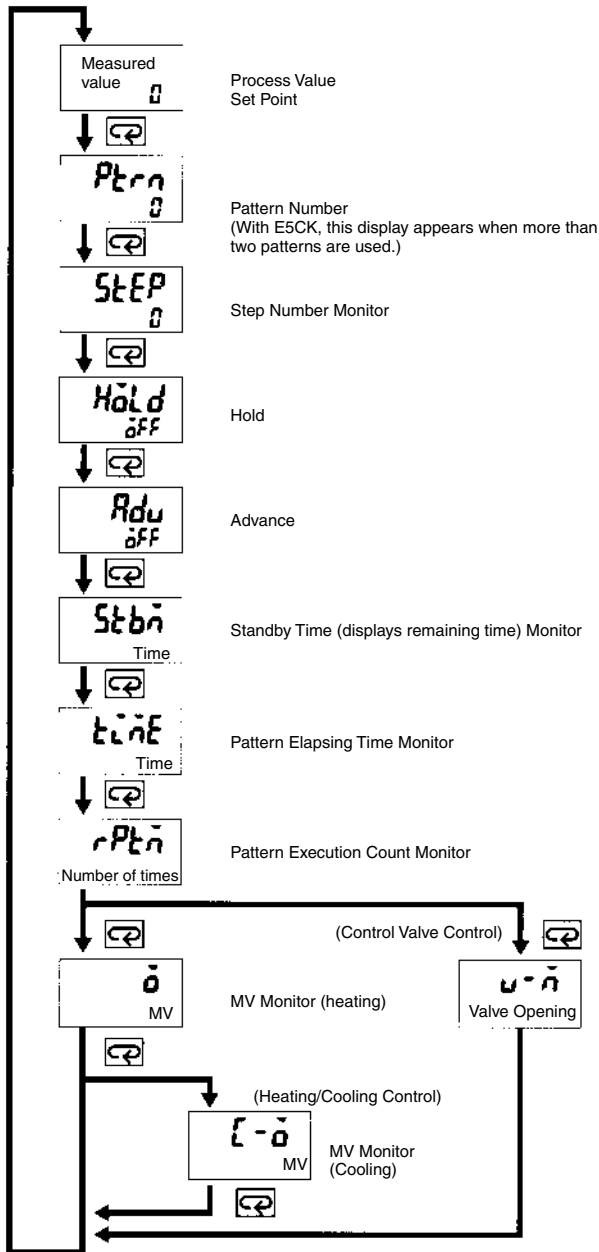 Measured
value
0
Process Value
Set Point
Ptrn
0
Pattern Number
(With E5CK, this display appears when more than
two patterns are used.)
StEP
0
Step Number Monitor
HoLd
oFF
Hold
Adv
oFF
Advance
Stbm
Time
Standby Time (displays remaining time) Monitor
timE
Time
Pattern Elapsing Time Monitor
rPtm
Number of times
Pattern Execution Count Monitor
(Control Valve Control)
o
MV
MV Monitor (heating)
v-m
Valve Opening
(Heating/Cooling Control)
C-o
MV
MV Monitor
(Cooling)